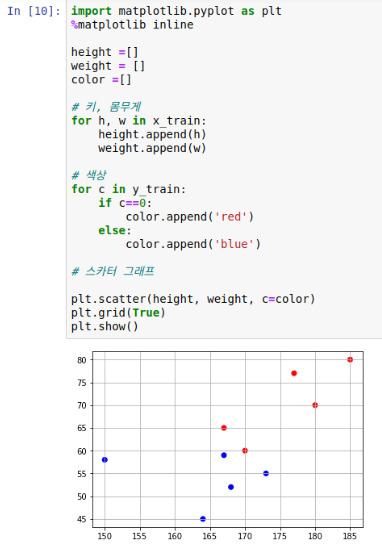 In [10]: import matplotlib.pyplot as plt
%matplotlib inline
height =[]
weight = []
color =[]
# 키, 몸무게
for h, w in x_train:
    height.append(h)
    weight.append(w)
# 색상
for c in y_train:
    if c==0:
        color.append('red')
    else:
        color.append('blue')
# 스카터 그래프
plt.scatter(height, weight, c=color)
plt.grid(True)
plt.show()
80
75
70
65
60
55
50
45
150 155 160 165 170 175 180 185